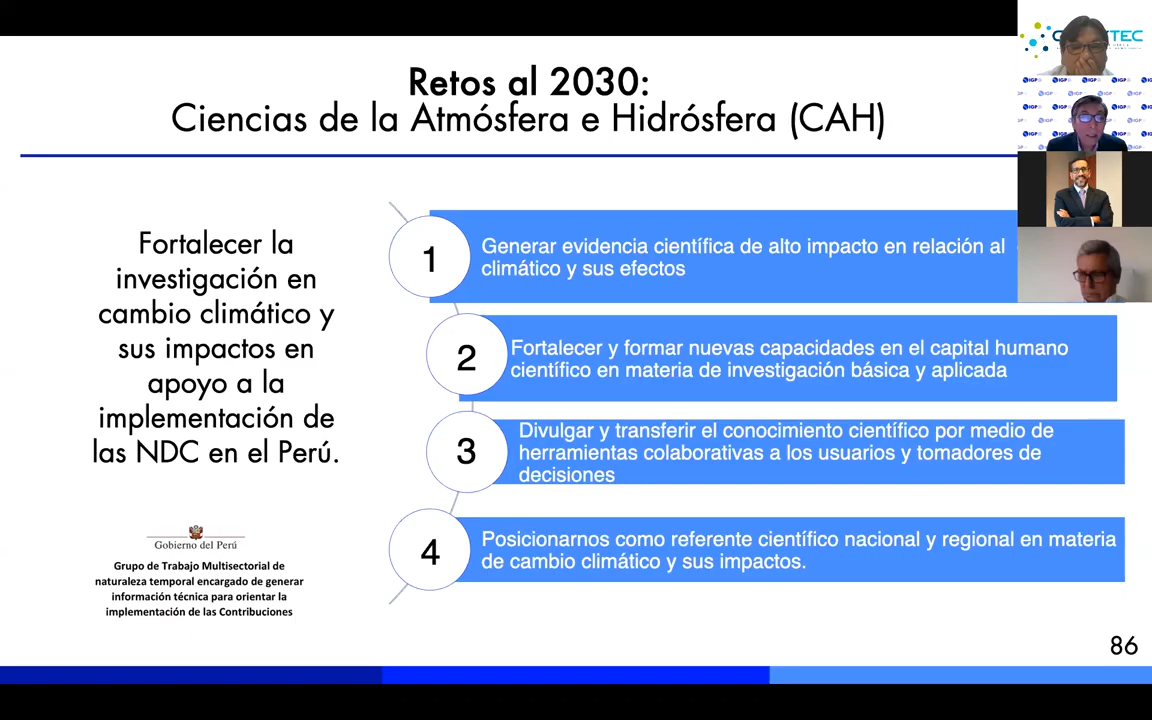 Retos al 2030:
Ciencias de la Atmósfera e Hidrósfera (CAH)
Fortalecer la
investigación en
cambio climático y
sus impactos en
apoyo a la
implementación de
las NDC en el Perú.
Gobierno del Perú
Grupo de Trabajo Multisectorial de
naturaleza temporal encargado de generar
información técnica para orientar la
implementación de las Contribuciones
1
Generar evidencia científica de alto impacto en relación al
climático y sus efectos
2
Fortalecer y formar nuevas capacidades en el capital humano
científico en materia de investigación básica y aplicada
3
Divulgar y transferir el conocimiento científico por medio de
herramientas colaborativas a los usuarios y tomadores de
decisiones
4
Posicionarnos como referente científico nacional y regional en materia
de cambio climático y sus impactos.
86
TEC
IGP